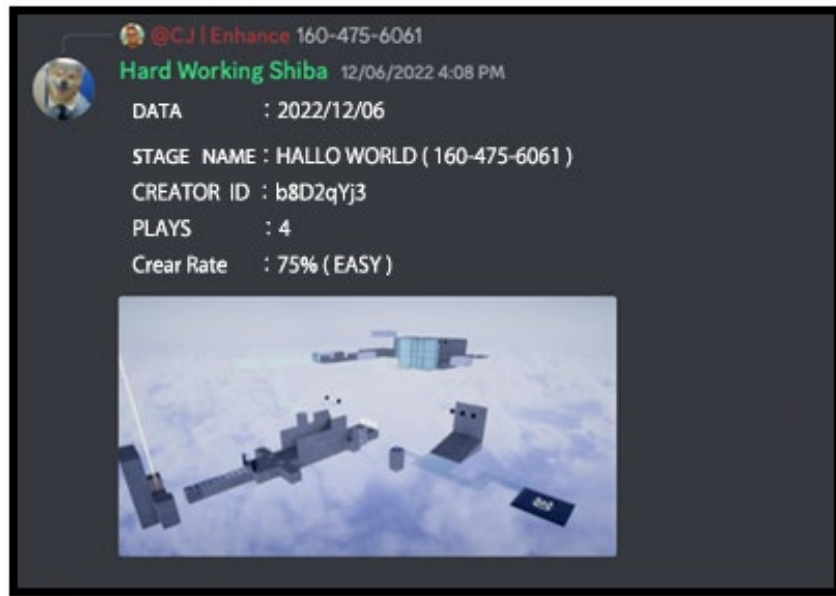 @CJ | Enhance 160-475-6061
Hard Working Shiba 12/06/2022 4:08 PM
DATA : 2022/12/06
STAGE NAME : HALLO WORLD ( 160-475-6061 )
CREATOR ID : b8D2qYj3
PLAYS : 4
Crear Rate : 75% ( EASY )